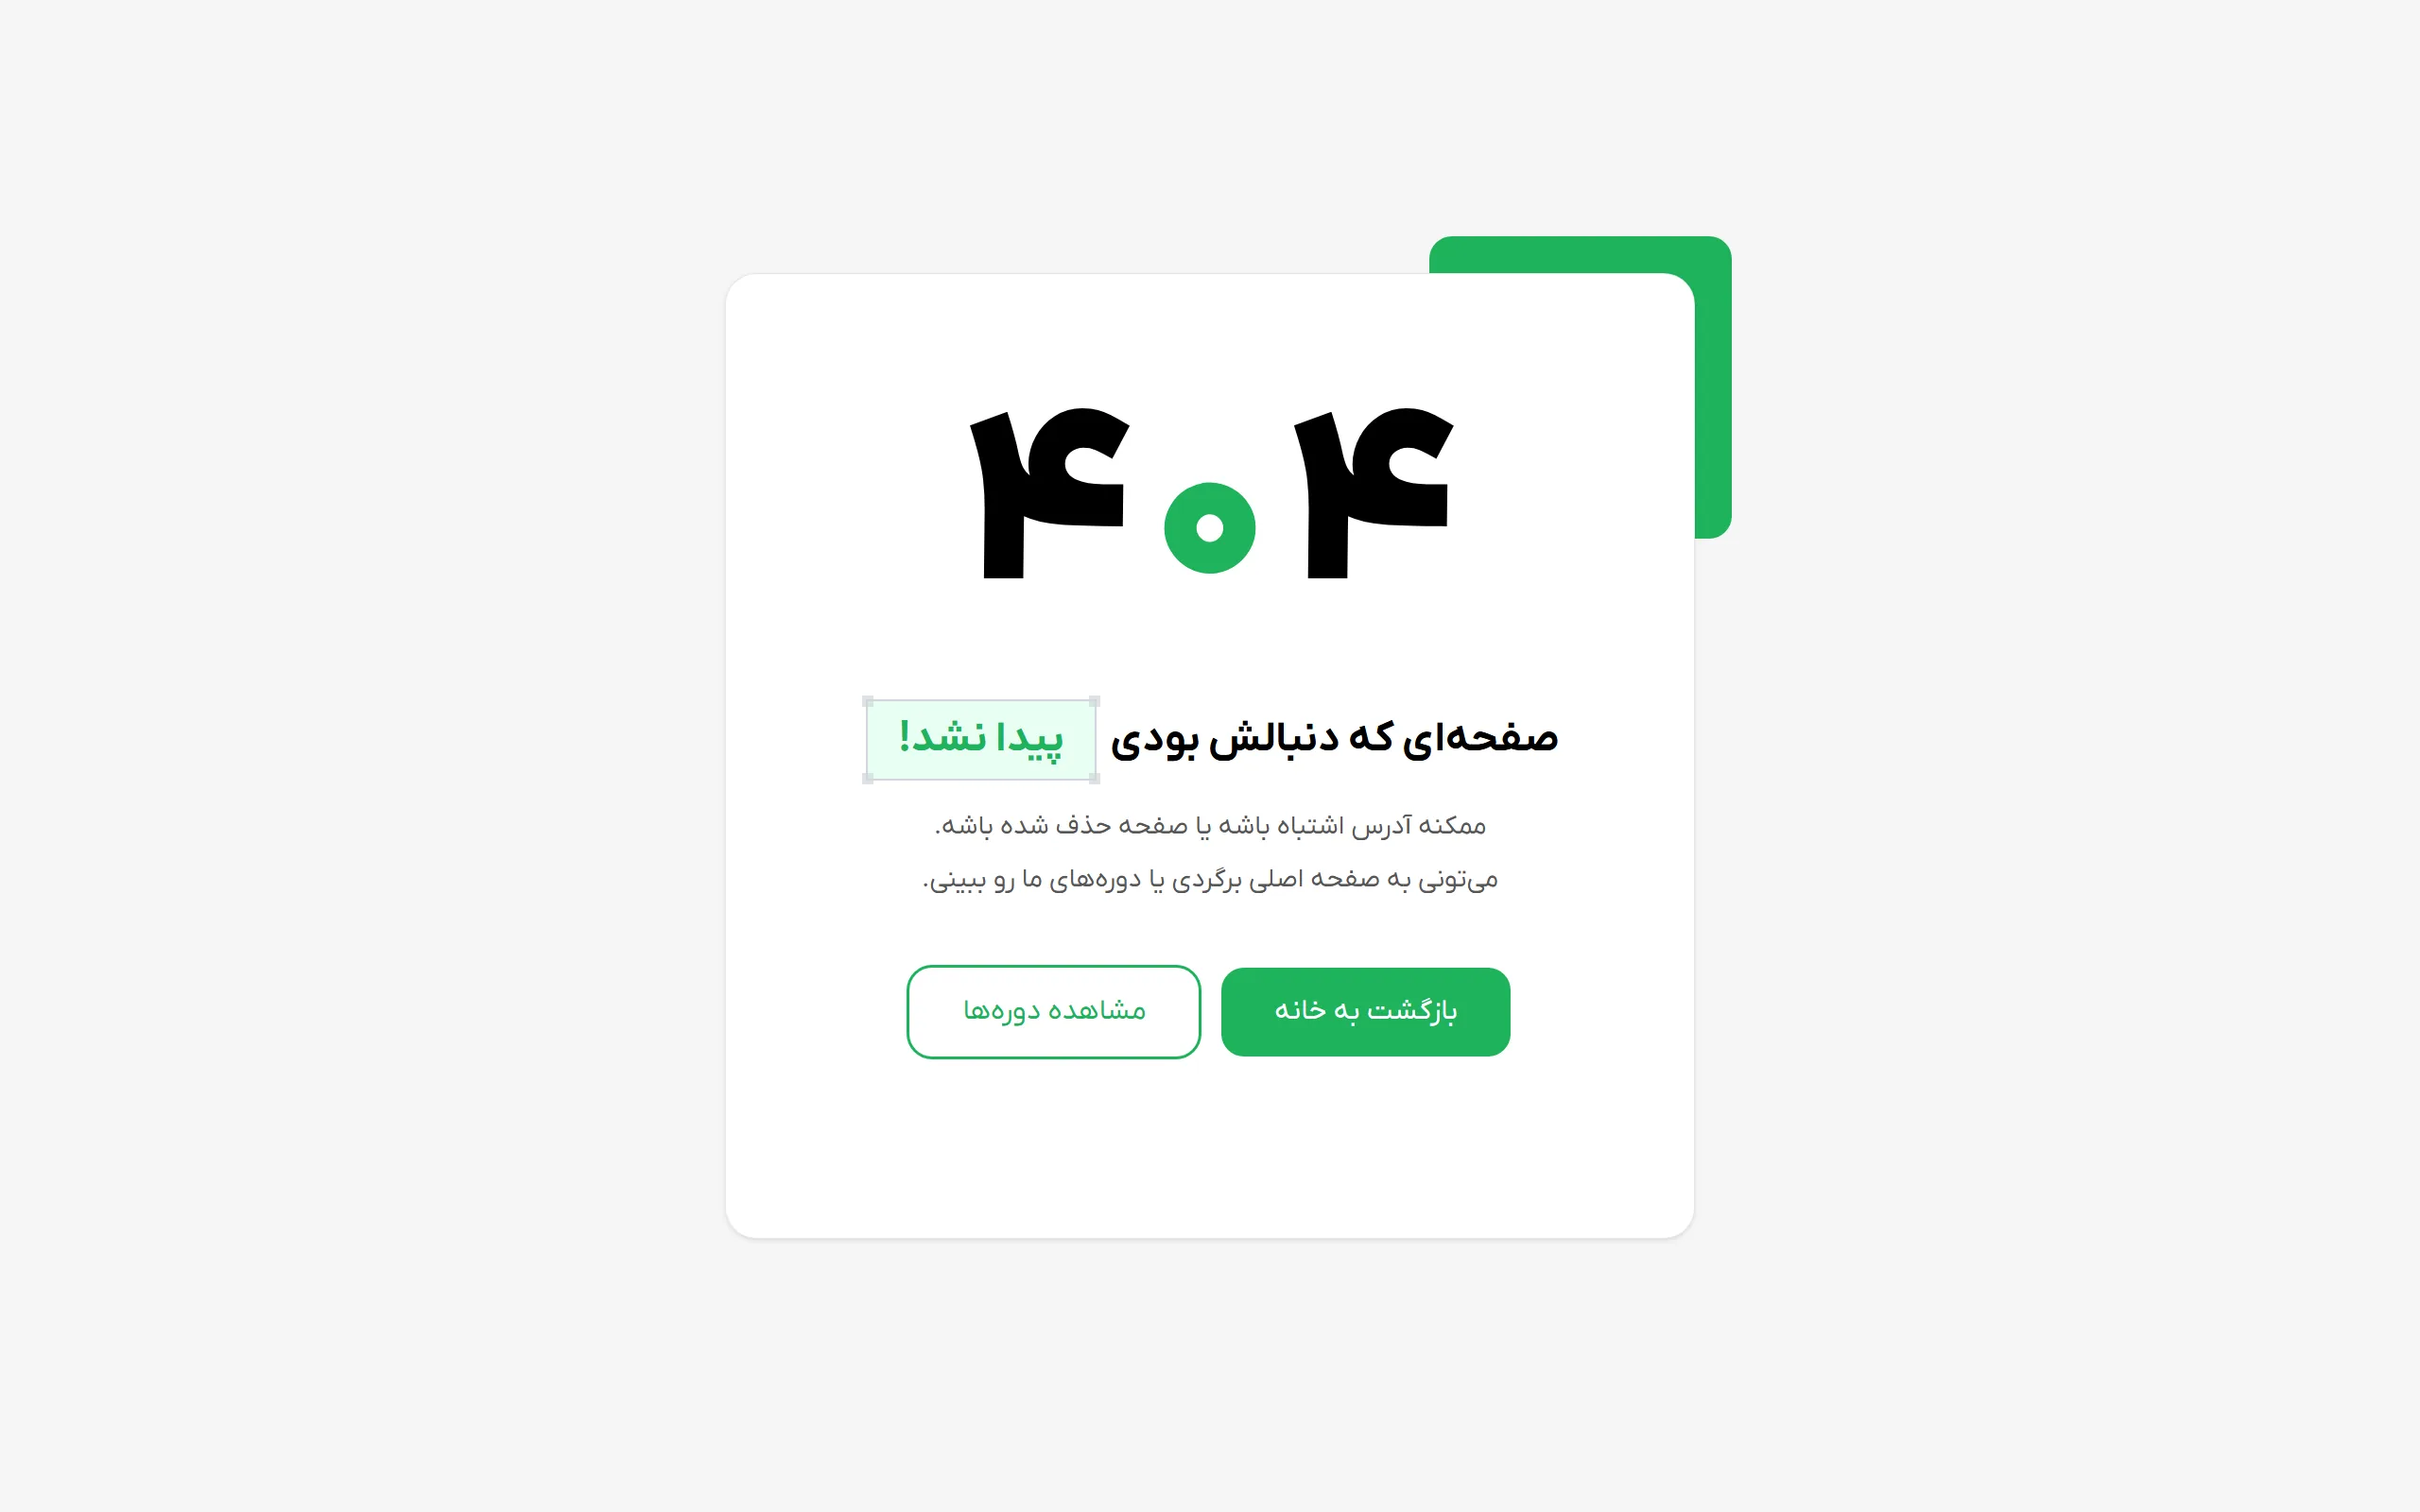 ۴۰۴
صفحه‌ای که دنبالش بودی پیدا نشد!
ممکنه آدرس اشتباه باشه یا صفحه حذف شده باشه.
می‌تونی به صفحه اصلی برگردی یا دوره‌های ما رو ببینی.
بازگشت به خانه
مشاهده دوره‌ها